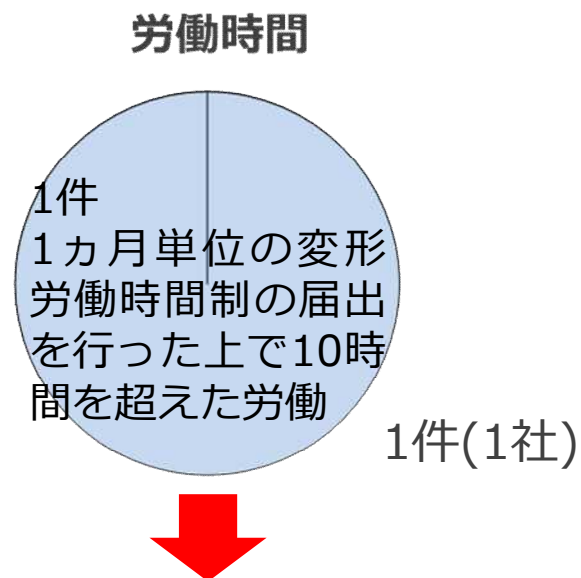 労働時間
1件
1ヵ月単位の変形
労働時間制の届出
を行った上で10時
間を超えた労働
1件(1社)